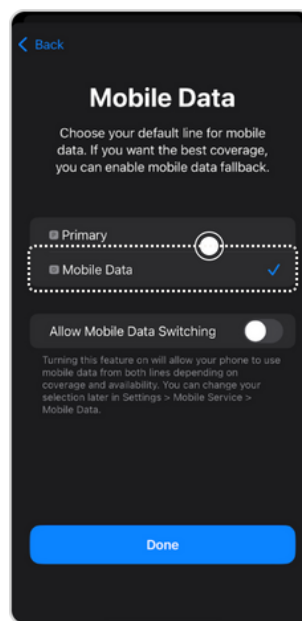 Back
Mobile Data
Choose your default line for mobile
data. If you want the best coverage,
you can enable mobile data fallback.
Primary
Mobile Data
Allow Mobile Data Switching
Turning this feature on will allow your phone to use
mobile data from both lines depending on
coverage and availability. You can change your
selection later in Settings > Mobile Service >
Mobile Data.
Done